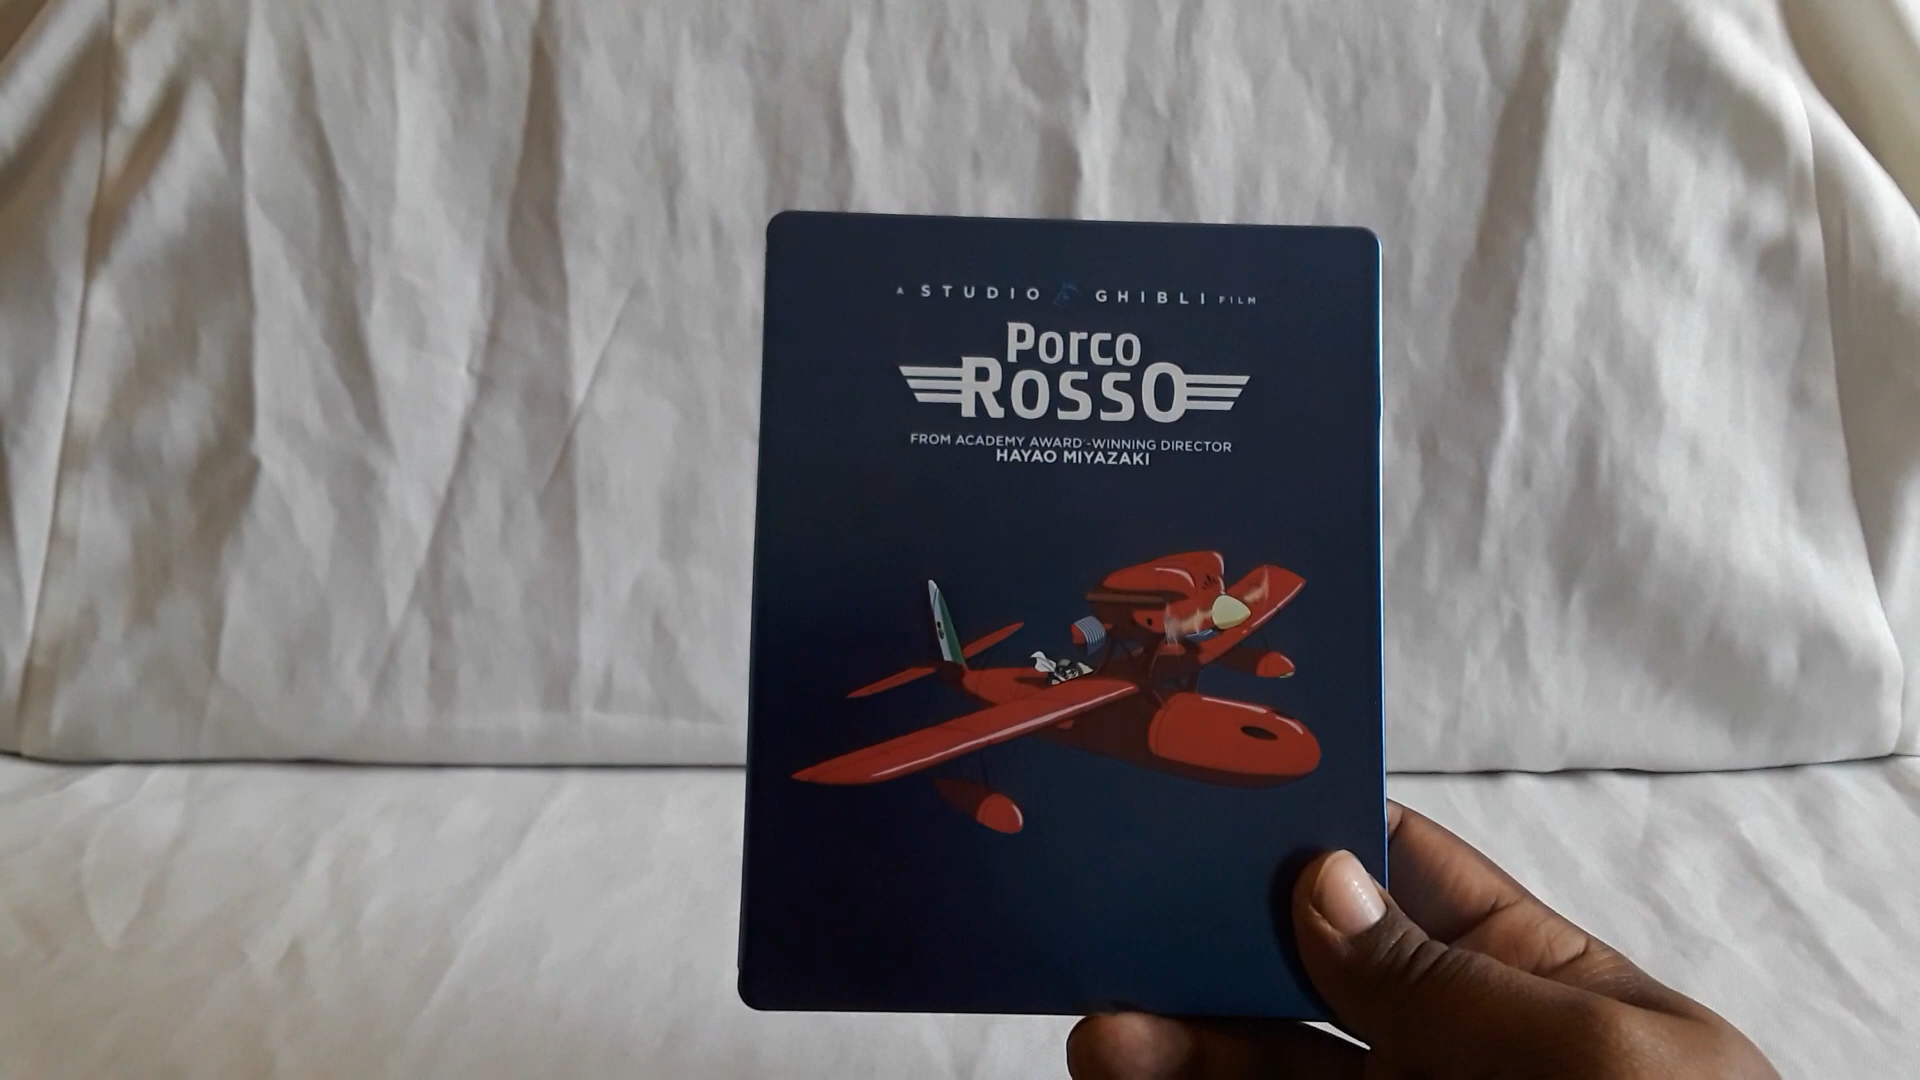 A STUDIO GHIBLI FILM
Porco
ROSSO
FROM ACADEMY AWARD®-WINNING DIRECTOR
HAYAO MIYAZAKI